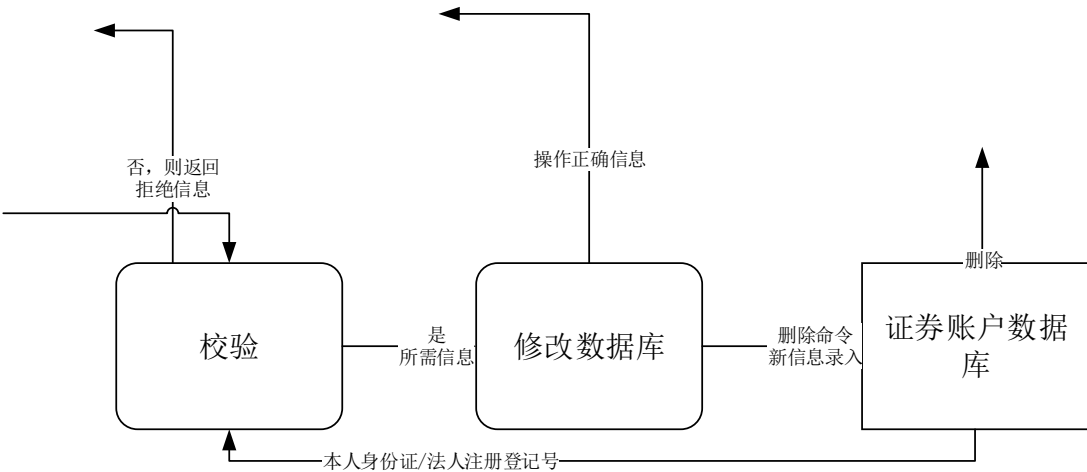 否，则返回
拒绝信息
操作正确信息
删除
校验
是
所需信息
修改数据库
删除命令
新信息录入
证券账户数据
库
本人身份证/法人注册登记号